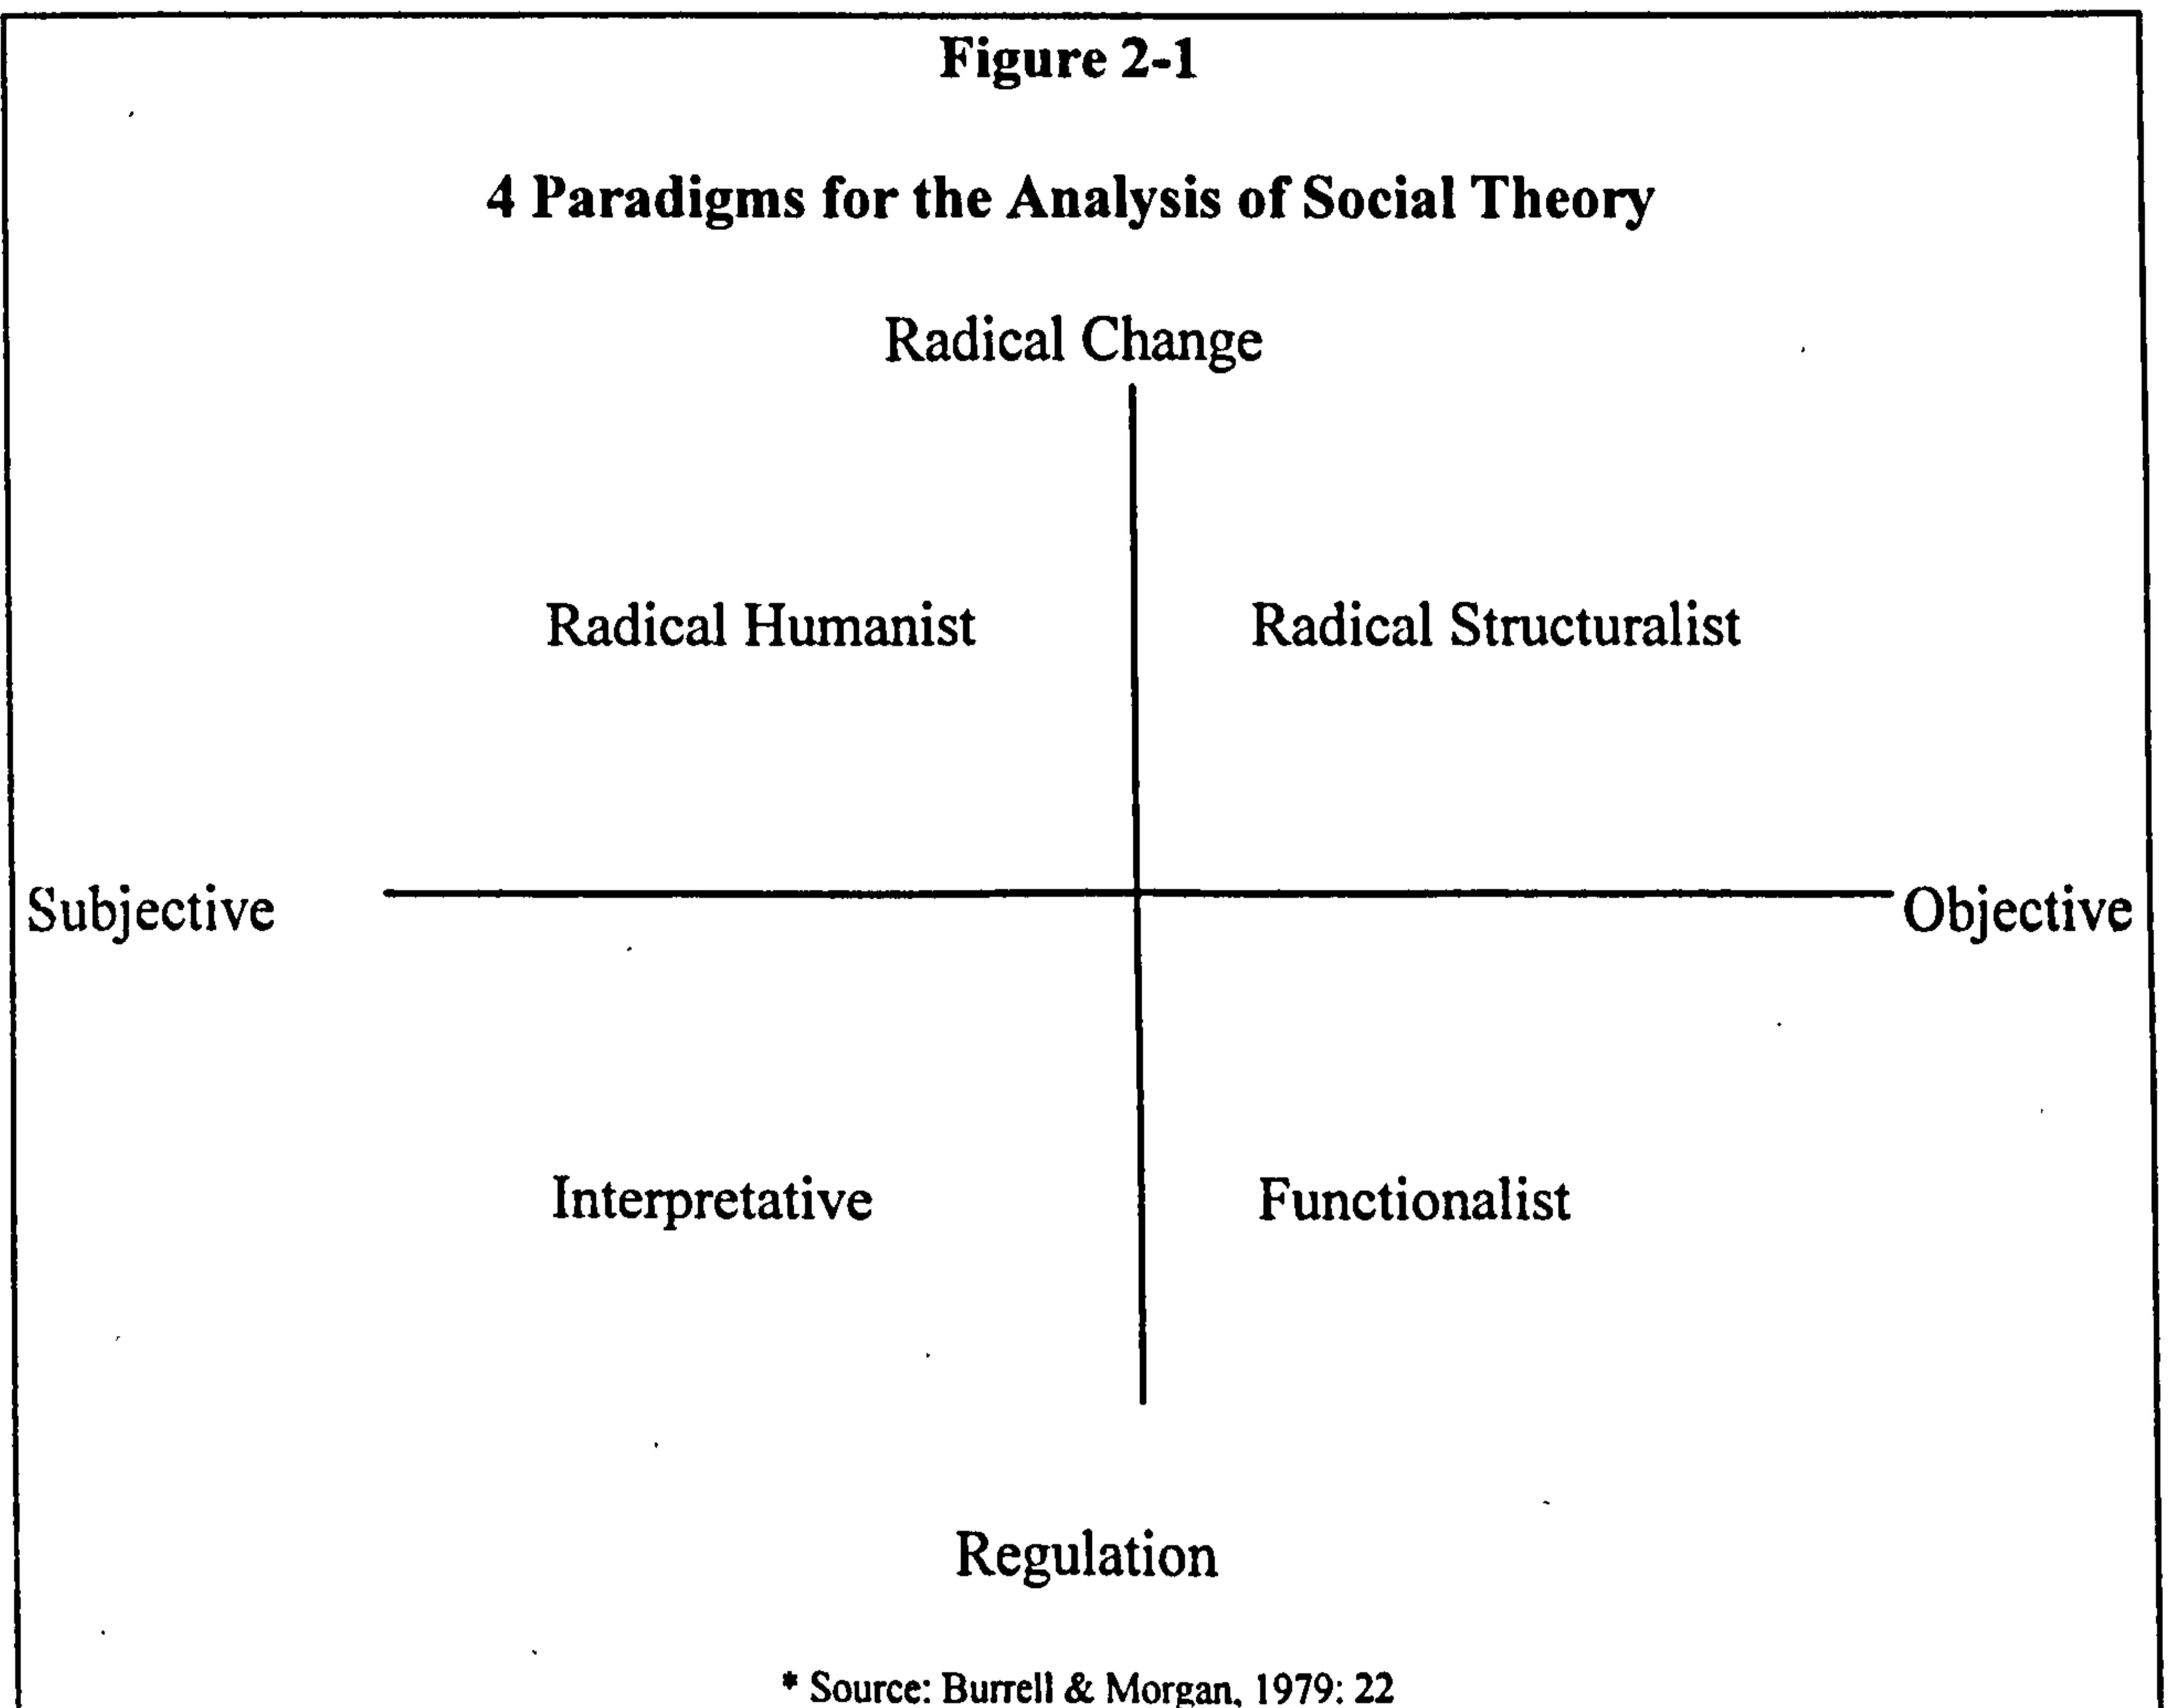 Figure 2-1
4 Paradigms for the Analysis of Social Theory
Radical Change
Radical Humanist Radical Structuralist
Subjective Objective
Interpretative Functionalist
Regulation
* Source: Burrell & Morgan, 1979: 22